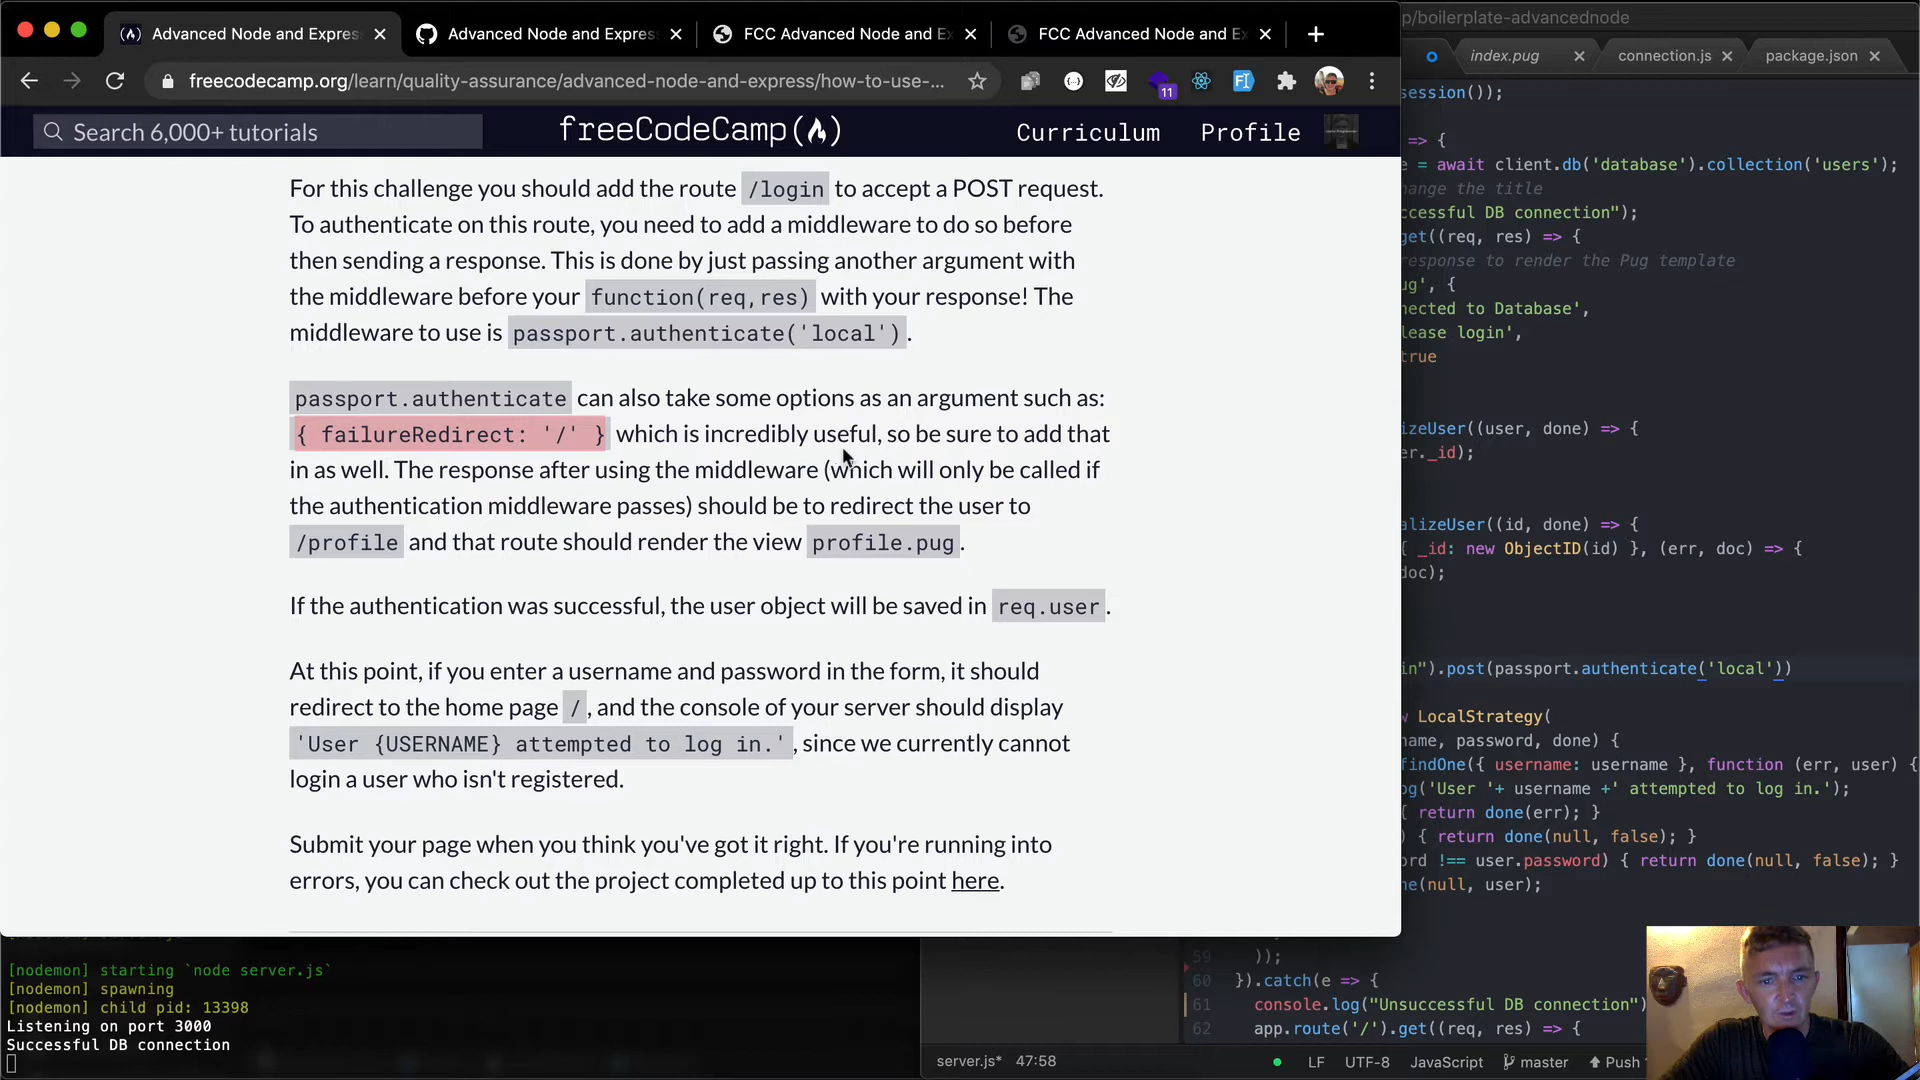 Advanced Node and Expres
Advanced Node and Expres
FCC Advanced Node and Ex
FCC Advanced Node and Ex
p/boilerplate-advancednode
index.pug
connection.js
package.json
freecodecamp.org/learn/quality-assurance/advanced-node-and-express/how-to-use-...
11
Search 6,000+ tutorials
freeCodeCamp
Curriculum
Profile
For this challenge you should add the route /login to accept a POST request.
To authenticate on this route, you need to add a middleware to do so before
then sending a response. This is done by just passing another argument with
the middleware before your function(req,res) with your response! The
middleware to use is passport.authenticate('local').
passport.authenticate can also take some options as an argument such as:
{ failureRedirect: '/' } which is incredibly useful, so be sure to add that
in as well. The response after using the middleware (which will only be called if
the authentication middleware passes) should be to redirect the user to
/profile and that route should render the view profile.pug.
If the authentication was successful, the user object will be saved in req.user.
At this point, if you enter a username and password in the form, it should
redirect to the home page /, and the console of your server should display
'User {USERNAME} attempted to log in.', since we currently cannot
login a user who isn't registered.
Submit your page when you think you've got it right. If you're running into
errors, you can check out the project completed up to this point here.
session());
=> {
= await client.db('database').collection('users');
hange the title
ccessful DB connection");
get((req, res) => {
response to render the Pug template
ug', {
nected to Database',
lease login',
true
izeUser((user, done) => {
er._id);
alizeUser((id, done) => {
{ _id: new ObjectID(id) }, (err, doc) => {
doc);
in").post(passport.authenticate('local'))
w LocalStrategy(
name, password, done) {
findOne({ username: username }, function (err, user) {
og('User '+ username +' attempted to log in.');
{ return done(err); }
) { return done(null, false); }
ord !== user.password) { return done(null, false); }
ne(null, user);
59 ));
60 }).catch(e => {
61 console.log("Unsuccessful DB connection")
62 app.route('/').get((req, res) => {
[nodemon] starting `node server.js`
[nodemon] spawning
[nodemon] child pid: 13398
Listening on port 3000
Successful DB connection
server.js* 47:58
LF UTF-8 JavaScript master Push